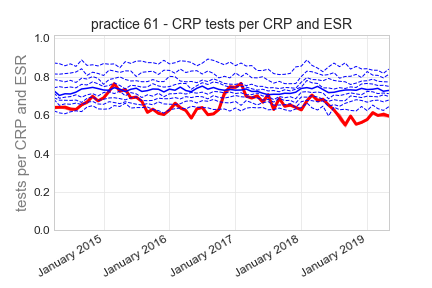 practice 61 - CRP tests per CRP and ESR
tests per CRP and ESR
1.0
0.8
0.6
0.4
0.2
0.0
January 2015
January 2016
January 2017
January 2018
January 2019